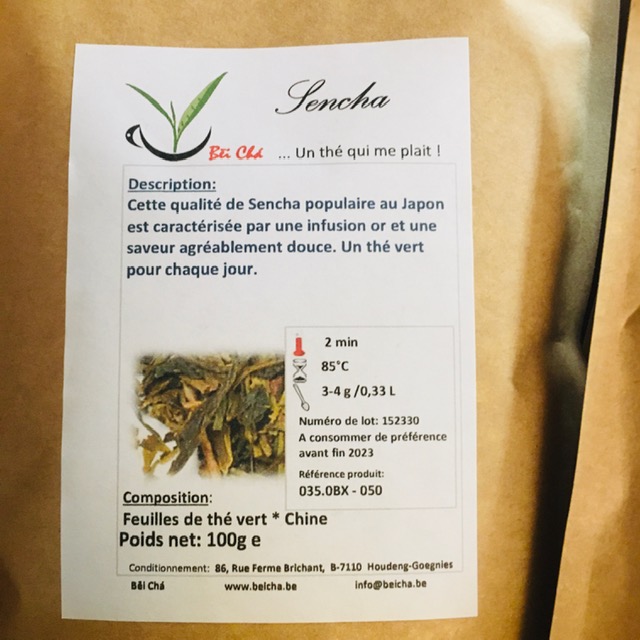 Sencha
Bēi Chá ... Un thé qui me plait !
Description:
Cette qualité de Sencha populaire au Japon
est caractérisée par une infusion or et une
saveur agréablement douce. Un thé vert
pour chaque jour.
2 min
85°C
3-4 g /0,33 L
Numéro de lot: 152330
A consommer de préférence
avant fin 2023
Référence produit:
035.0BX - 050
Composition:
Feuilles de thé vert * Chine
Poids net: 100g e
Conditionnement: 86, Rue Ferme Brichant, B-7110 Houdeng-Goegnies
Bēi Chá www.beicha.be info@beicha.be